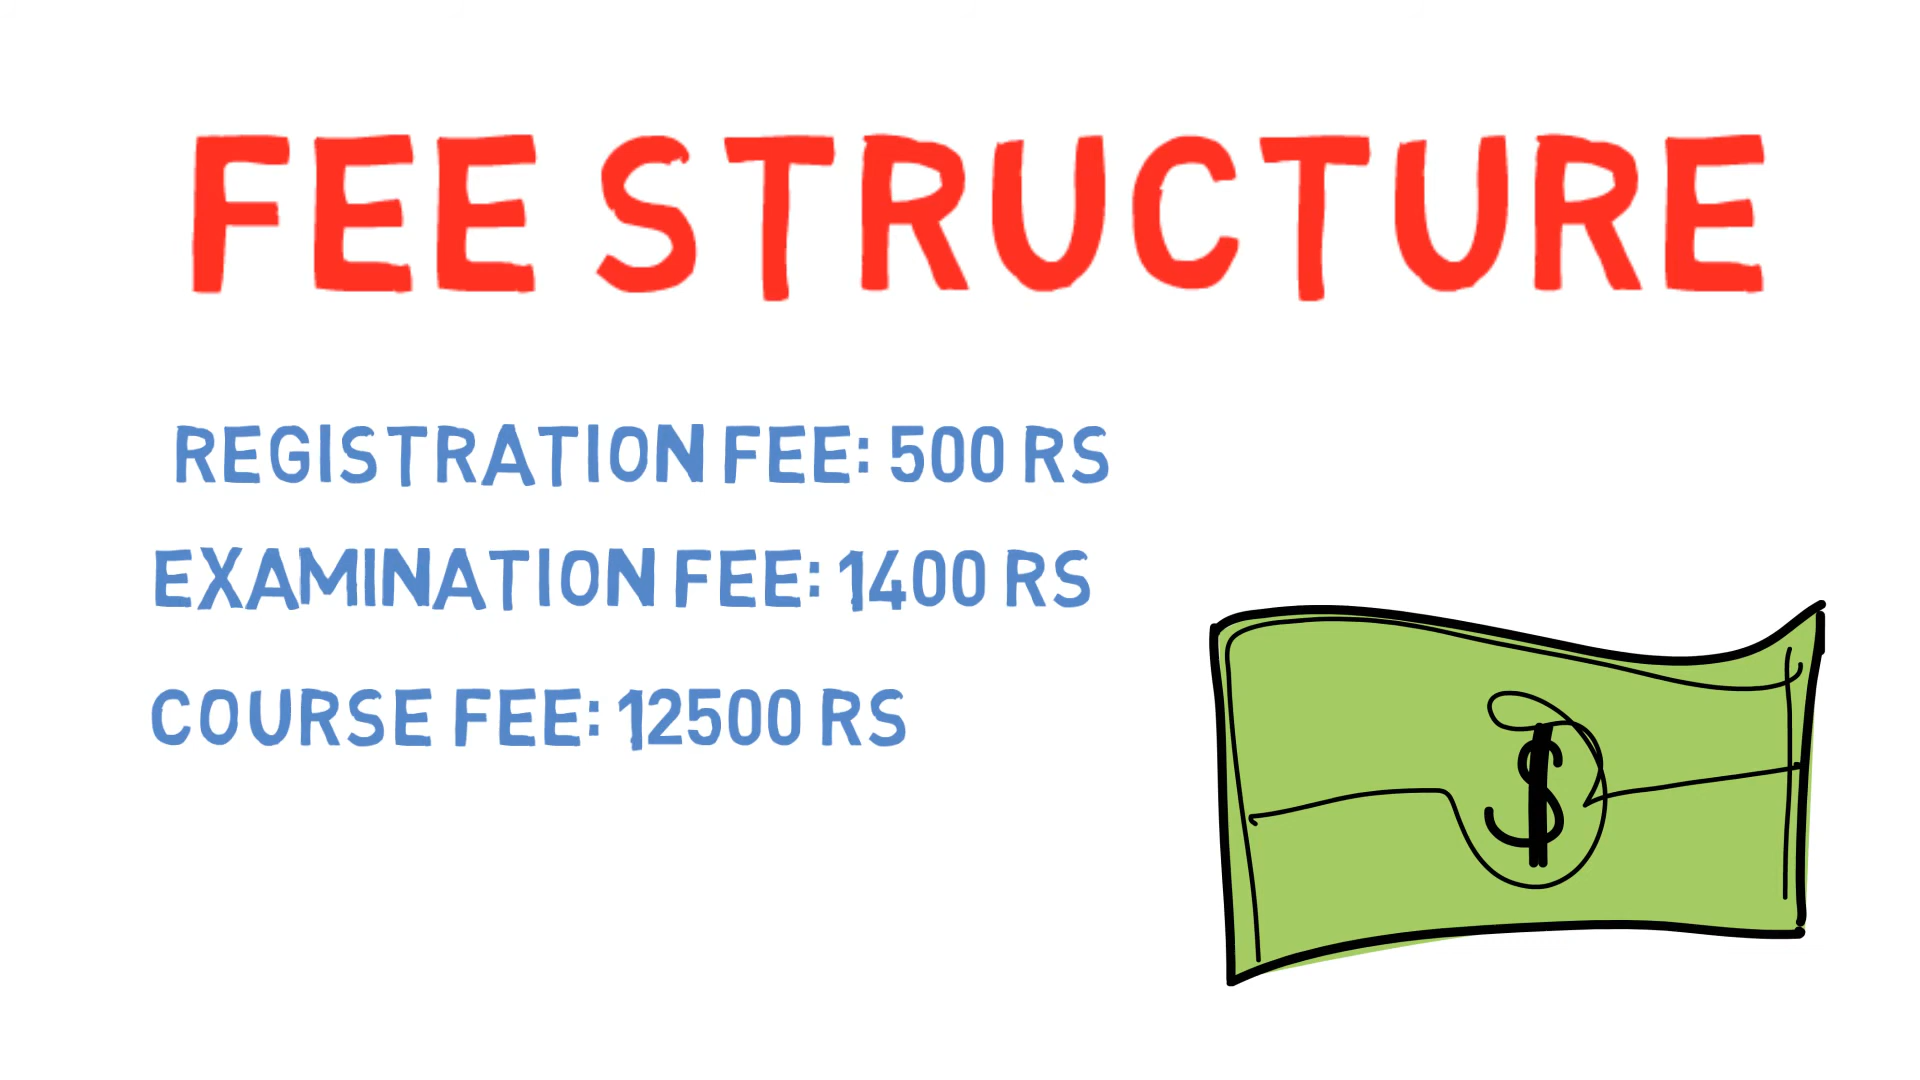 FEE STRUCTURE
REGISTRATION FEE: 500 RS
EXAMINATION FEE: 1400 RS
COURSE FEE: 12500 RS
$